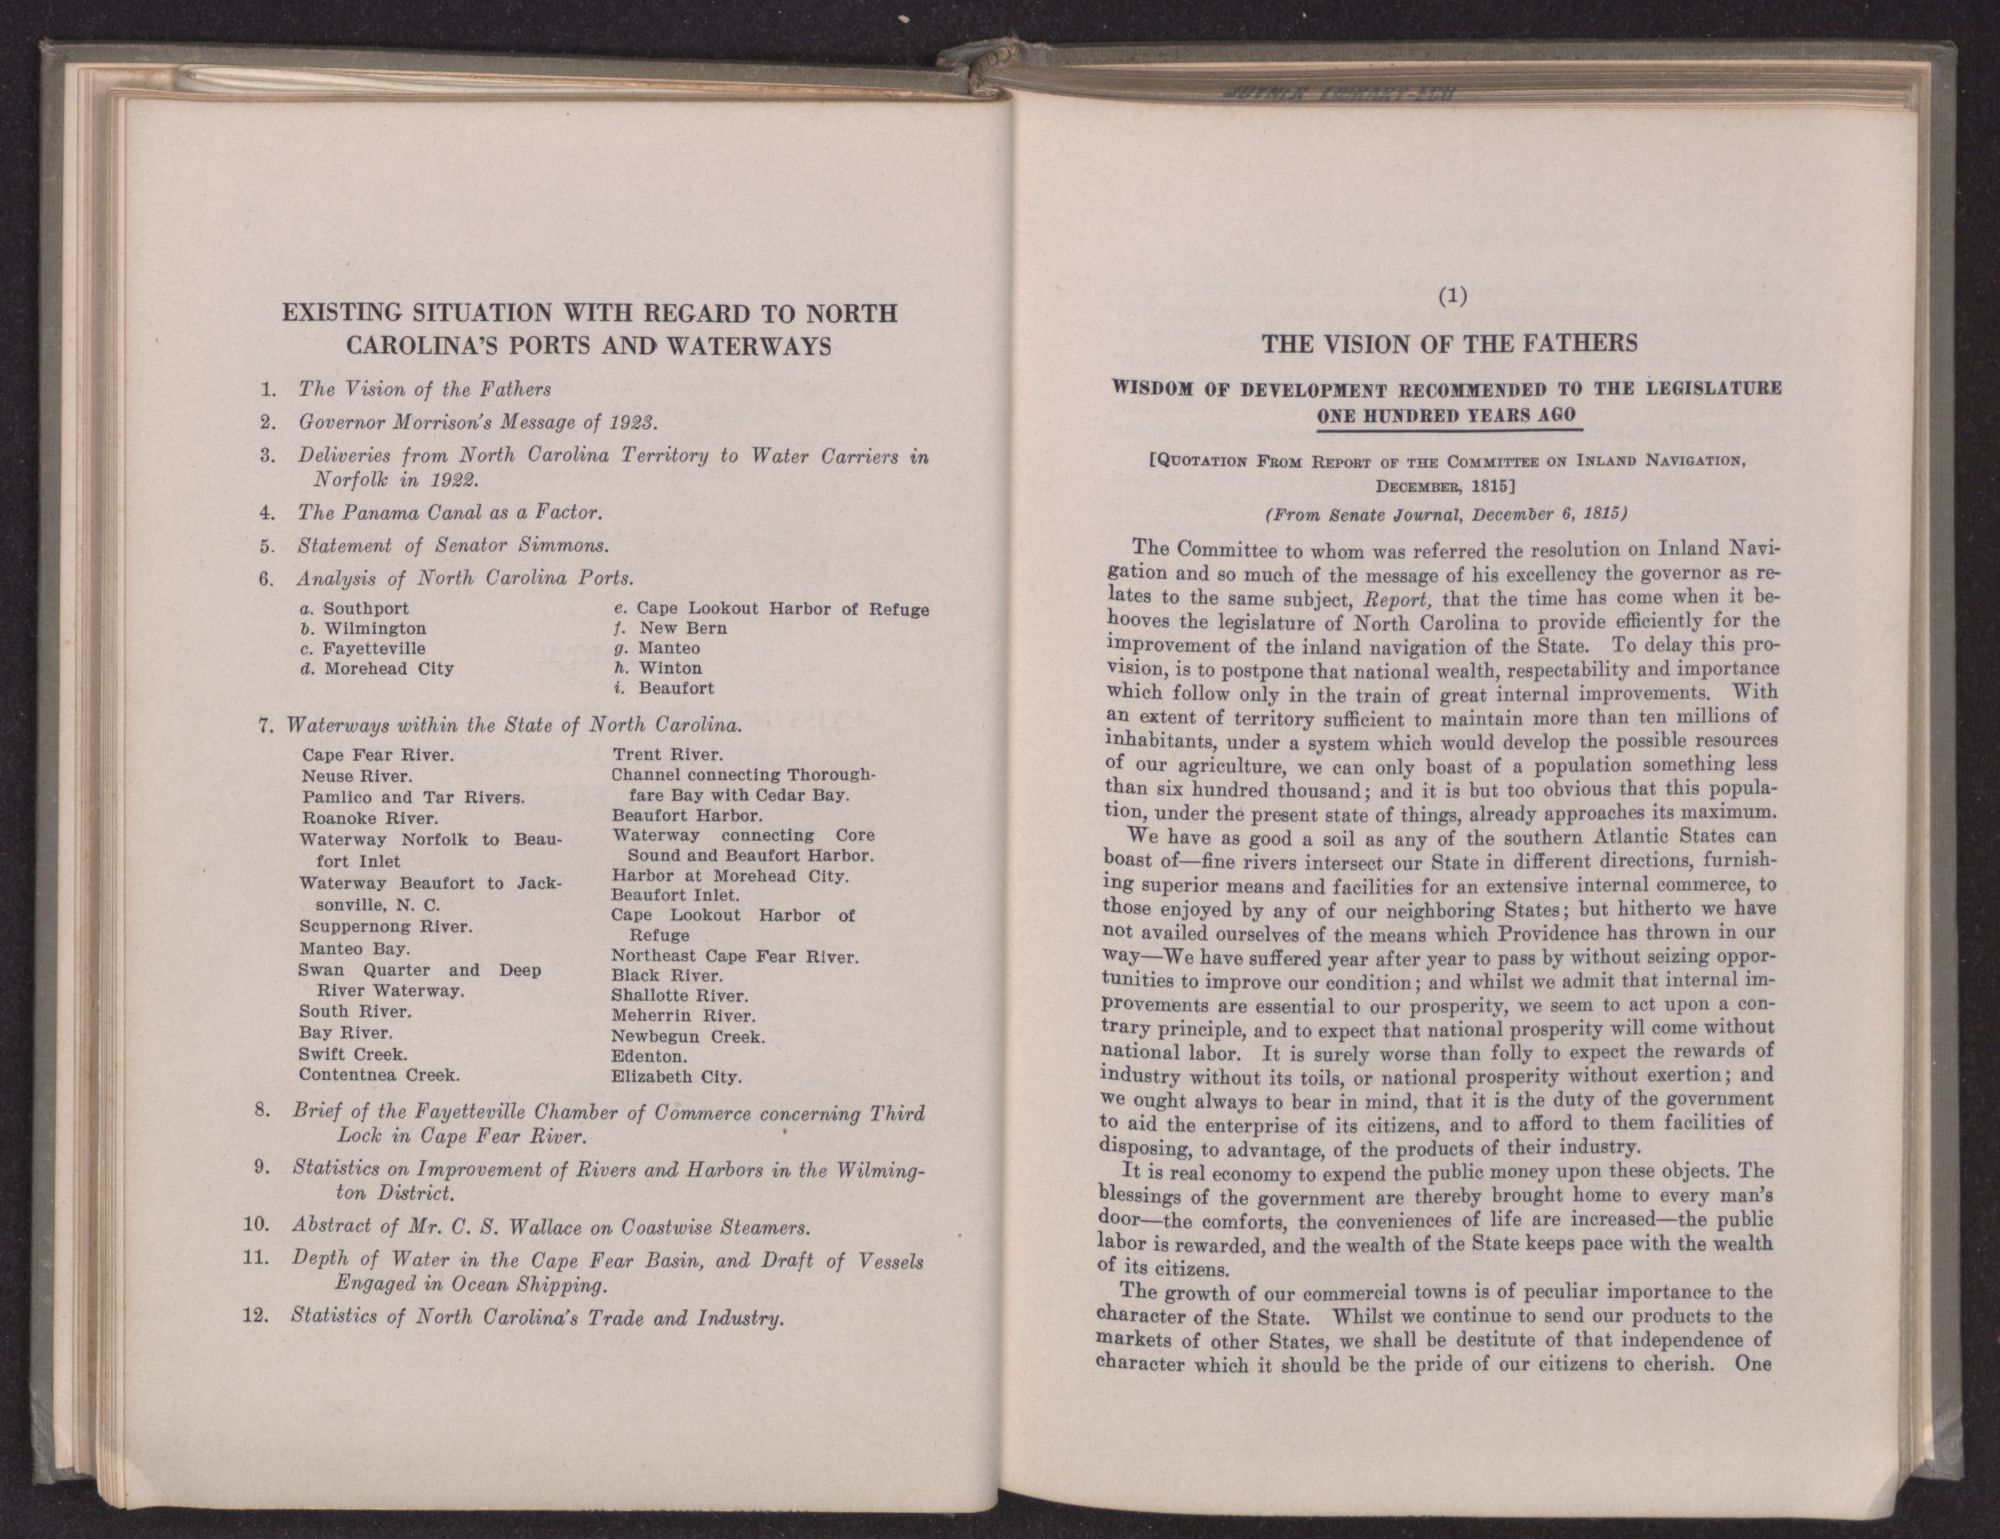 EXISTING SITUATION WITH REGARD TO NORTH
CAROLINA'S PORTS AND WATERWAYS
1. The Vision of the Fathers
2. Governor Morrison's Message of 1923.
3. Deliveries from North Carolina Territory to Water Carriers in
Norfolk in 1922.
4. The Panama Canal as a Factor.
5. Statement of Senator Simmons.
6. Analysis of North Carolina Ports.
a. Southport
b. Wilmington
c. Fayetteville
d. Morehead City
e. Cape Lookout Harbor of Refuge
f. New Bern
g. Manteo
h. Winton
i. Beaufort
7. Waterways within the State of North Carolina.
Cape Fear River.
Neuse River.
Pamlico and Tar Rivers.
Roanoke River.
Waterway Norfolk to Beau-
fort Inlet
Waterway Beaufort to Jack-
sonville, N. C.
Scuppernong River.
Manteo Bay.
Swan Quarter and Deep
River Waterway.
South River.
Bay River.
Swift Creek.
Contentnea Creek.
Trent River.
Channel connecting Thorough-
fare Bay with Cedar Bay.
Beaufort Harbor.
Waterway connecting Core
Sound and Beaufort Harbor.
Harbor at Morehead City.
Beaufort Inlet.
Cape Lookout Harbor of
Refuge
Northeast Cape Fear River.
Black River.
Shallotte River.
Meherrin River.
Newbegun Creek.
Edenton.
Elizabeth City.
8. Brief of the Fayetteville Chamber of Commerce concerning Third
Lock in Cape Fear River.
9. Statistics on Improvement of Rivers and Harbors in the Wilming-
ton District.
10. Abstract of Mr. C. S. Wallace on Coastwise Steamers.
11. Depth of Water in the Cape Fear Basin, and Draft of Vessels
Engaged in Ocean Shipping.
12. Statistics of North Carolina's Trade and Industry.
JOYNER LIBRARY-ECU
(1)
THE VISION OF THE FATHERS
WISDOM OF DEVELOPMENT RECOMMENDED TO THE LEGISLATURE
ONE HUNDRED YEARS AGO
[QUOTATION FROM REPORT OF THE COMMITTEE ON INLAND NAVIGATION,
DECEMBER, 1815]
(From Senate Journal, December 6, 1815)
The Committee to whom was referred the resolution on Inland Navi-
gation and so much of the message of his excellency the governor as re-
lates to the same subject, Report, that the time has come when it be-
hooves the legislature of North Carolina to provide efficiently for the
improvement of the inland navigation of the State. To delay this pro-
vision, is to postpone that national wealth, respectability and importance
which follow only in the train of great internal improvements. With
an extent of territory sufficient to maintain more than ten millions of
inhabitants, under a system which would develop the possible resources
of our agriculture, we can only boast of a population something less
than six hundred thousand; and it is but too obvious that this popula-
tion, under the present state of things, already approaches its maximum.
We have as good a soil as any of the southern Atlantic States can
boast of—fine rivers intersect our State in different directions, furnish-
ing superior means and facilities for an extensive internal commerce, to
those enjoyed by any of our neighboring States; but hitherto we have
not availed ourselves of the means which Providence has thrown in our
way—We have suffered year after year to pass by without seizing oppor-
tunities to improve our condition; and whilst we admit that internal im-
provements are essential to our prosperity, we seem to act upon a con-
trary principle, and to expect that national prosperity will come without
national labor. It is surely worse than folly to expect the rewards of
industry without its toils, or national prosperity without exertion; and
we ought always to bear in mind, that it is the duty of the government
to aid the enterprise of its citizens, and to afford to them facilities of
disposing, to advantage, of the products of their industry.
It is real economy to expend the public money upon these objects. The
blessings of the government are thereby brought home to every man's
door—the comforts, the conveniences of life are increased—the public
labor is rewarded, and the wealth of the State keeps pace with the wealth
of its citizens.
The growth of our commercial towns is of peculiar importance to the
character of the State. Whilst we continue to send our products to the
markets of other States, we shall be destitute of that independence of
character which it should be the pride of our citizens to cherish. One